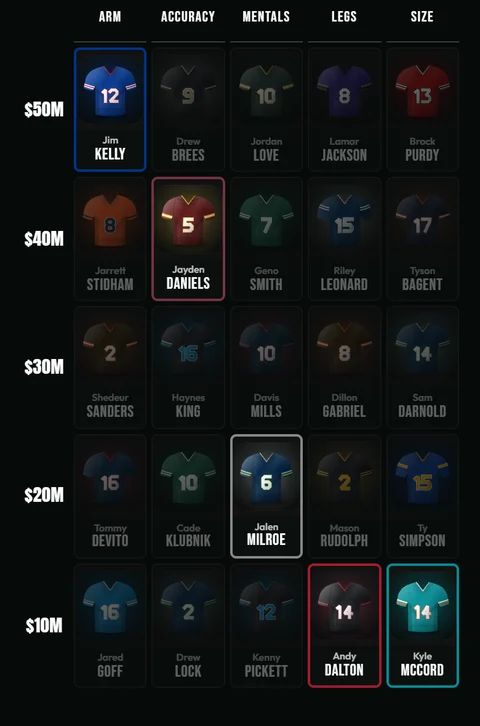 ARM ACCURACY MENTALS LEGS SIZE
12 9 10 8 13
$50M
Jim Drew Jordan Lamar Brock
KELLY BREES LOVE JACKSON PURDY
8 5 7 15 17
$40M
Jarrett Jayden Geno Riley Tyson
STIDHAM DANIELS SMITH LEONARD BAGENT
2 16 10 8 14
$30M
Shedeur Haynes Davis Dillon Sam
SANDERS KING MILLS GABRIEL DARNOLD
16 10 6 2 15
$20M
Tommy Cade Jalen Mason Ty
DEVITO KLUBNIK MILROE RUDOLPH SIMPSON
16 2 12 14 14
$10M
Jared Drew Kenny Andy Kyle
GOFF LOCK PICKETT DALTON MCCORD